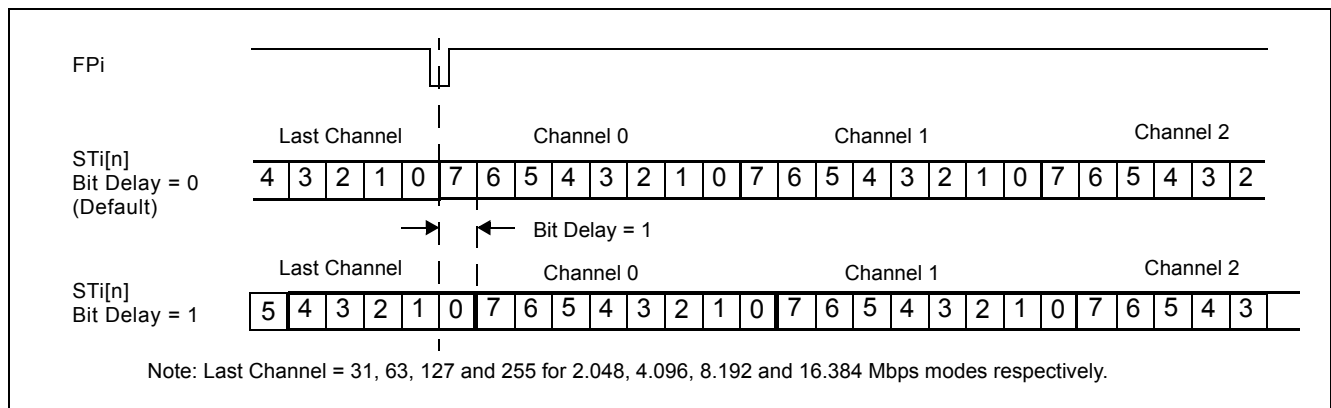 FPi
Last Channel Channel 0 Channel 1 Channel 2
STi[n]
Bit Delay = 0
(Default)
4 3 2 1 0 7 6 5 4 3 2 1 0 7 6 5 4 3 2 1 0 7 6 5 4 3 2
Bit Delay = 1
Last Channel Channel 0 Channel 1 Channel 2
STi[n]
Bit Delay = 1
5 4 3 2 1 0 7 6 5 4 3 2 1 0 7 6 5 4 3 2 1 0 7 6 5 4 3
Note: Last Channel = 31, 63, 127 and 255 for 2.048, 4.096, 8.192 and 16.384 Mbps modes respectively.